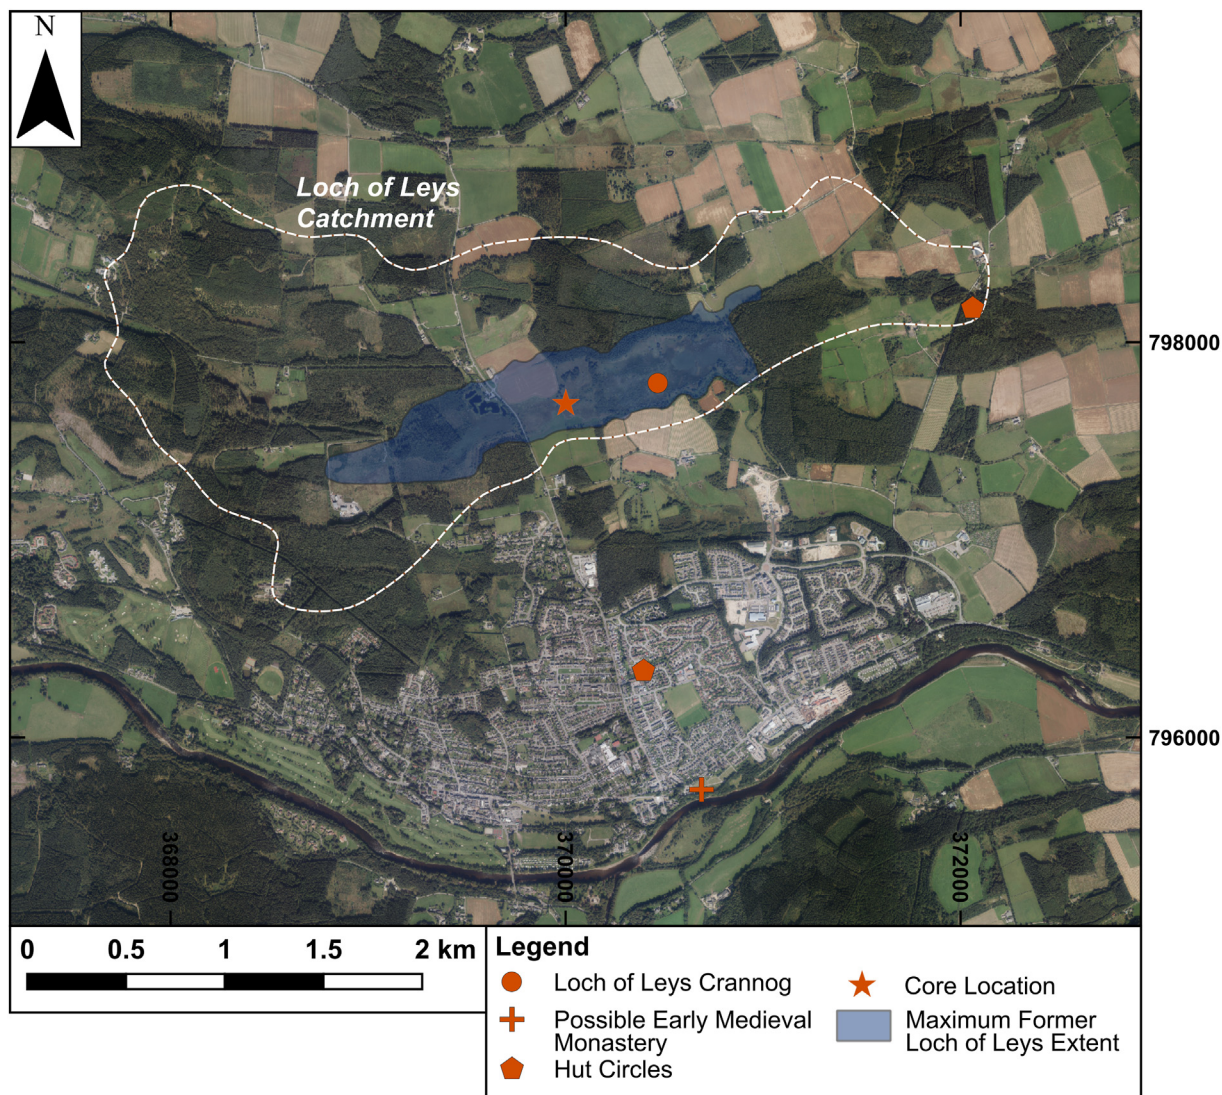 N
Loch of Leys
Catchment
798000
796000
368000
370000
372000
0 0.5 1 1.5 2 km
Legend
Loch of Leys Crannog
Core Location
Possible Early Medieval
Monastery
Maximum Former
Loch of Leys Extent
Hut Circles